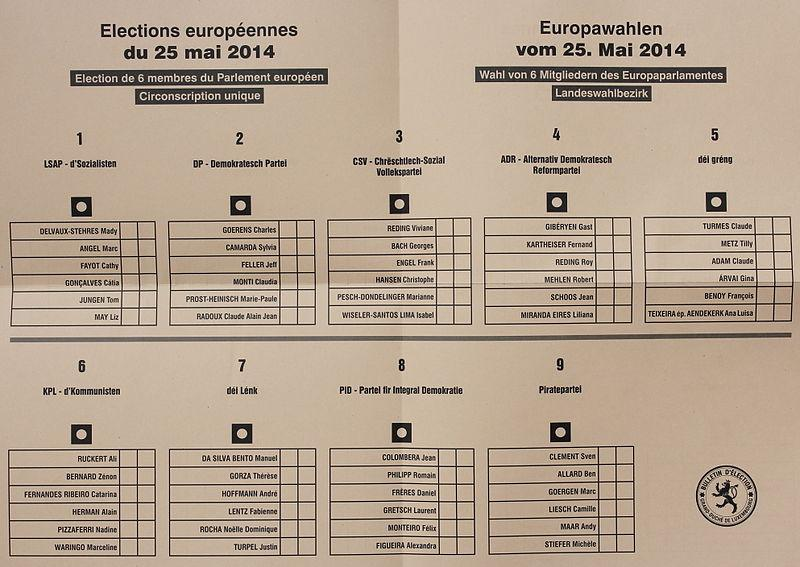 Elections européennes
du 25 mai 2014
Election de 6 membres du Parlement européen
Circonscription unique
Europawahlen
vom 25. Mai 2014
Wahl von 6 Mitgliedern des Europaparlamentes
Landeswahlbezirk
1
LSAP - d'Sozialisten
DELVAUX-STEHRES Mady
ANGEL Marc
FAYOT Cathy
GONÇALVES Cátia
JUNGEN Tom
MAY Liz
2
DP - Demokratesch Partei
GOERENS Charles
CAMARDA Sylvia
FELLER Jeff
MONTI Claudia
PROST-HEINISCH Marie-Paule
RADOUX Claude Alain Jean
3
CSV - Chrëschtlech-Sozial
Vollekspartei
REDING Viviane
BACH Georges
ENGEL Frank
HANSEN Christophe
PESCH-DONDELINGER Marianne
WISELER-SANTOS LIMA Isabel
4
ADR - Alternativ Demokratesch
Reformpartei
GIBÉRYEN Gast
KARTHEISER Fernand
REDING Roy
MEHLEN Robert
SCHOOS Jean
MIRANDA EIRES Liliana
5
déi gréng
TURMES Claude
METZ Tilly
ADAM Claude
ÁRVAI Gina
BENOY François
TEIXEIRA ép. AENDEKERK Ana Luisa
6
KPL - d'Kommunisten
RUCKERT Ali
BERNARD Zénon
FERNANDES RIBEIRO Catarina
HERMAN Alain
PIZZAFERRI Nadine
WARINGO Marceline
7
déi Lénk
DA SILVA BENTO Manuel
GORZA Thérèse
HOFFMANN André
LENTZ Fabienne
ROCHA Noëlle Dominique
TURPEL Justin
8
PID - Partei fir Integral Demokratie
COLOMBERA Jean
PHILIPP Romain
FRÈRES Daniel
GRETSCH Laurent
MONTEIRO Félix
FIGUEIRA Alexandra
9
Piratepartei
CLEMENT Sven
ALLARD Ben
GOERGEN Marc
LIESCH Camille
MAAR Andy
STIEFER Michèle
BULLETIN D'ÉLECTION
GRAND-DUCHÉ DE LUXEMBOURG